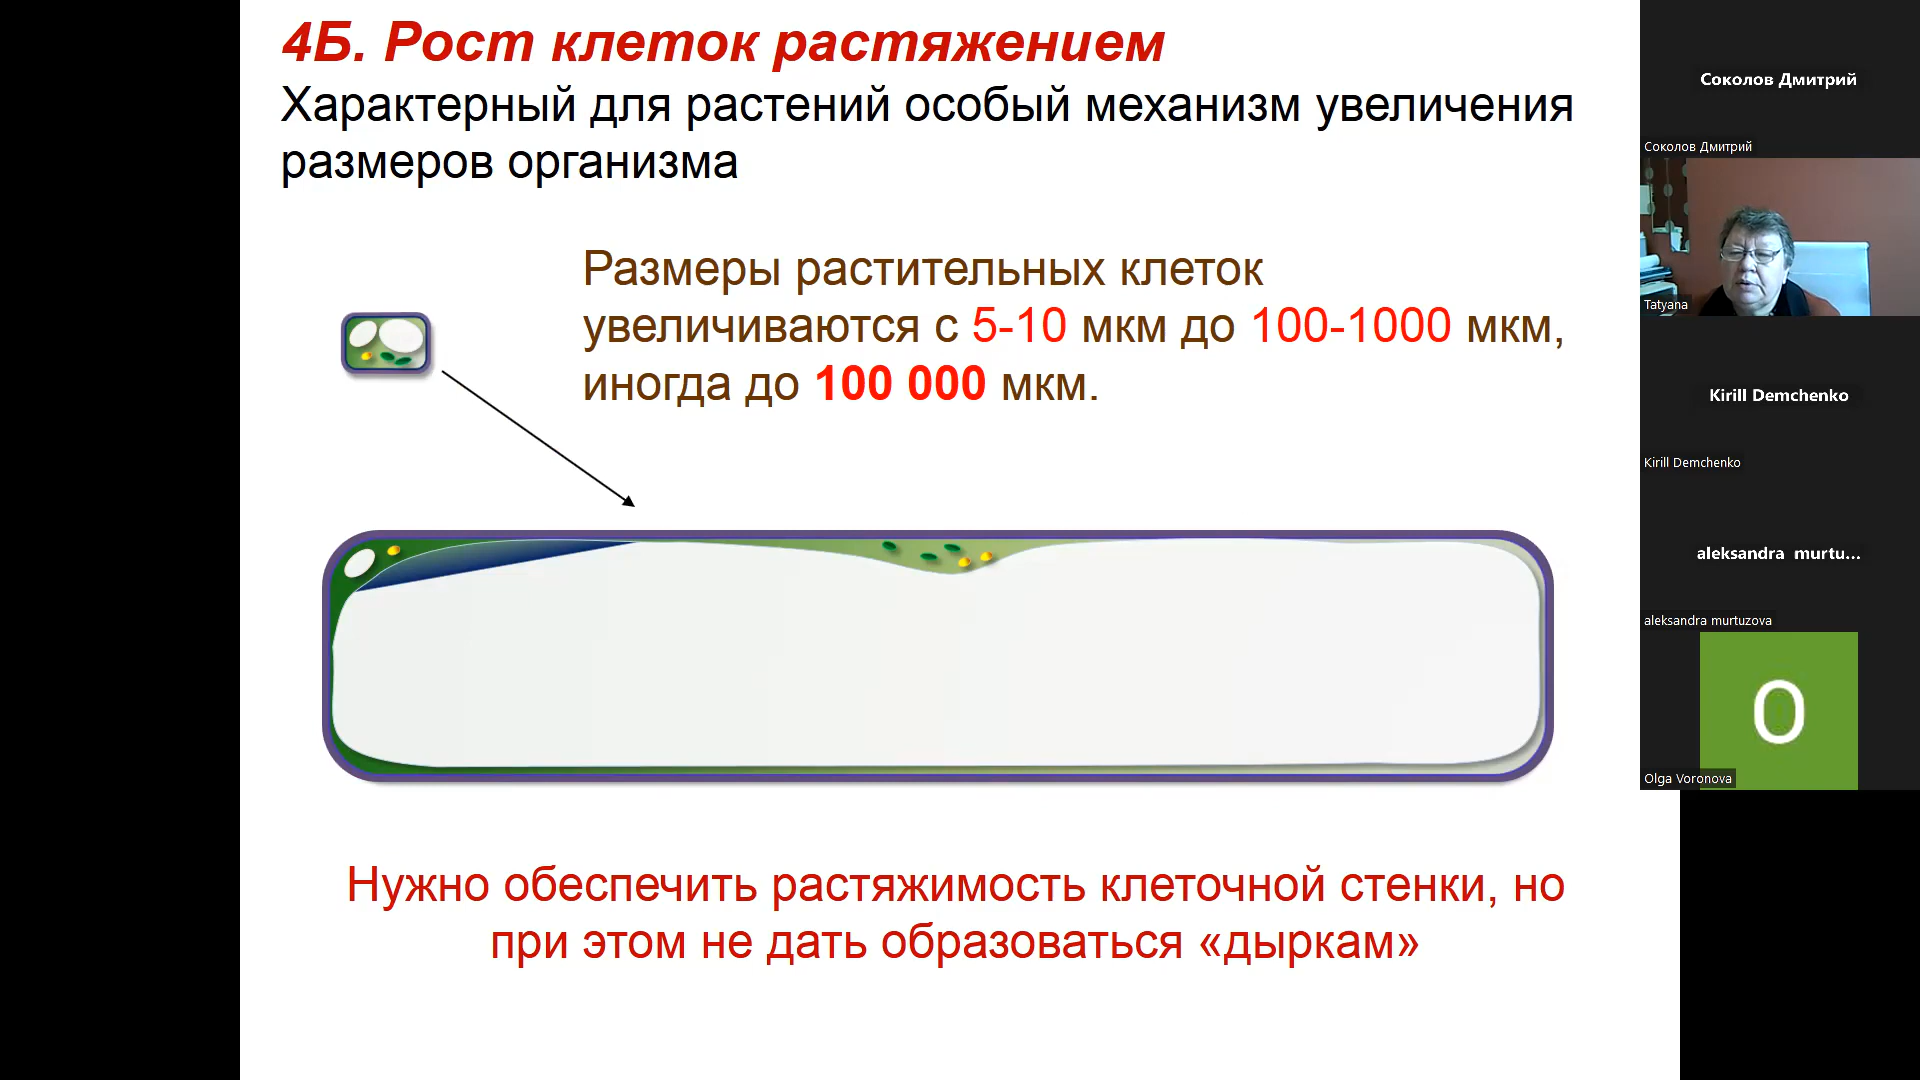 4Б. Рост клеток растяжением
Характерный для растений особый механизм увеличения
размеров организма
Размеры растительных клеток
увеличиваются с 5-10 мкм до 100-1000 мкм,
иногда до 100 000 мкм.
Нужно обеспечить растяжимость клеточной стенки, но
при этом не дать образоваться «дыркам»
Соколов Дмитрий
Соколов Дмитрий
Tatyana
Kirill Demchenko
Kirill Demchenko
aleksandra murtu...
aleksandra murtuzova
O
Olga Voronova